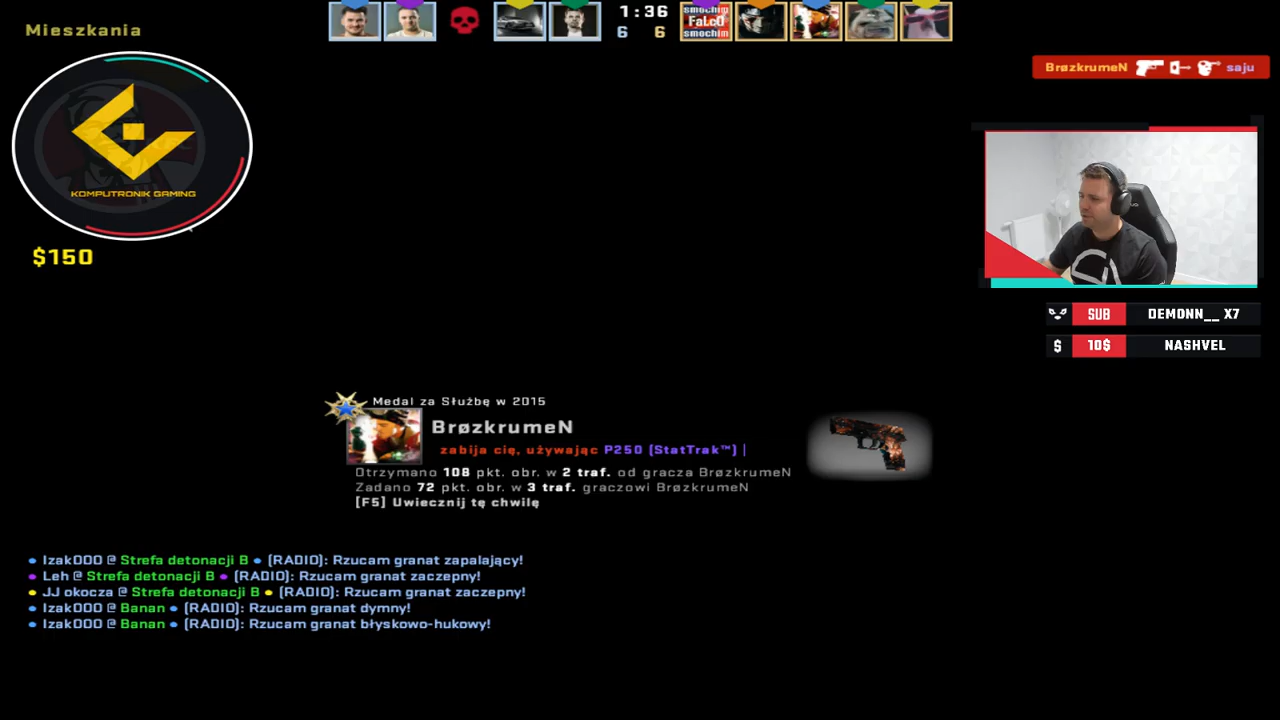 Mieszkania
1:36
6 6
smochim
FaLcO
smochim
BrøzkrumeN saju
KOMPUTRONIK GAMING
$150
SUB DEMONN__ X7
$ 10$ NASHVEL
Medal za Służbę w 2015
BrøzkrumeN
zabija cię, używając P250 (StatTrak™) |
Otrzymano 108 pkt. obr. w 2 traf. od gracza BrøzkrumeN
Zadano 72 pkt. obr. w 3 traf. graczowi BrøzkrumeN
[F5] Uwiecznij tę chwilę
IzakOOO @ Strefa detonacji B (RADIO): Rzucam granat zapalający!
Leh @ Strefa detonacji B (RADIO): Rzucam granat zaczepny!
JJ okocza @ Strefa detonacji B (RADIO): Rzucam granat zaczepny!
IzakOOO @ Banan (RADIO): Rzucam granat dymny!
IzakOOO @ Banan (RADIO): Rzucam granat błyskowo-hukowy!